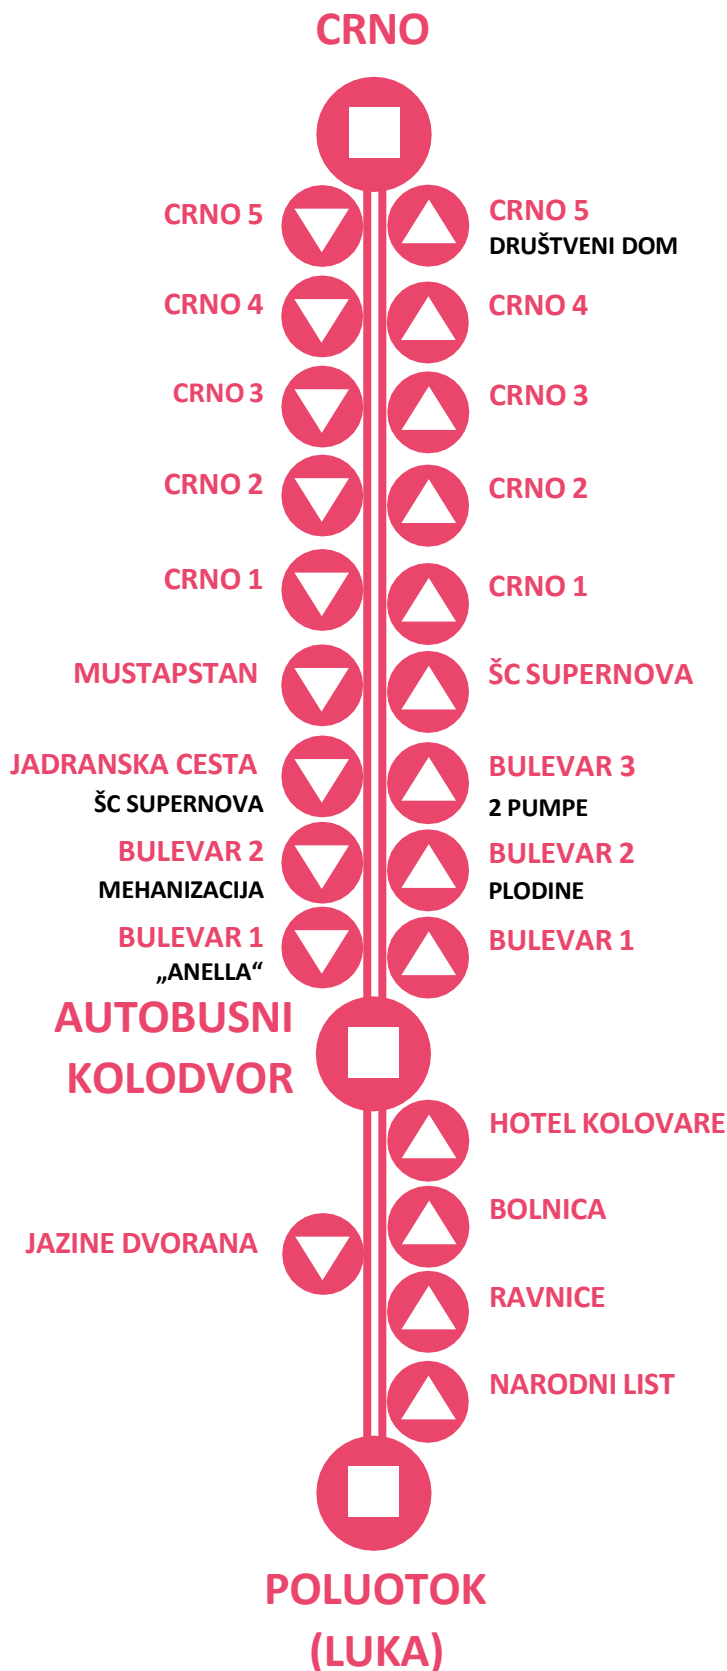 CRNO
CRNO 5
CRNO 5
DRUŠTVENI DOM
CRNO 4
CRNO 4
CRNO 3
CRNO 3
CRNO 2
CRNO 2
CRNO 1
CRNO 1
MUSTAPSTAN
ŠC SUPERNOVA
JADRANSKA CESTA
ŠC SUPERNOVA
BULEVAR 3
2 PUMPE
BULEVAR 2
MEHANIZACIJA
BULEVAR 2
PLODINE
BULEVAR 1
„ANELLA“
BULEVAR 1
AUTOBUSNI
KOLODVOR
HOTEL KOLOVARE
BOLNICA
JAZINE DVORANA
RAVNICE
NARODNI LIST
POLUOTOK
(LUKA)